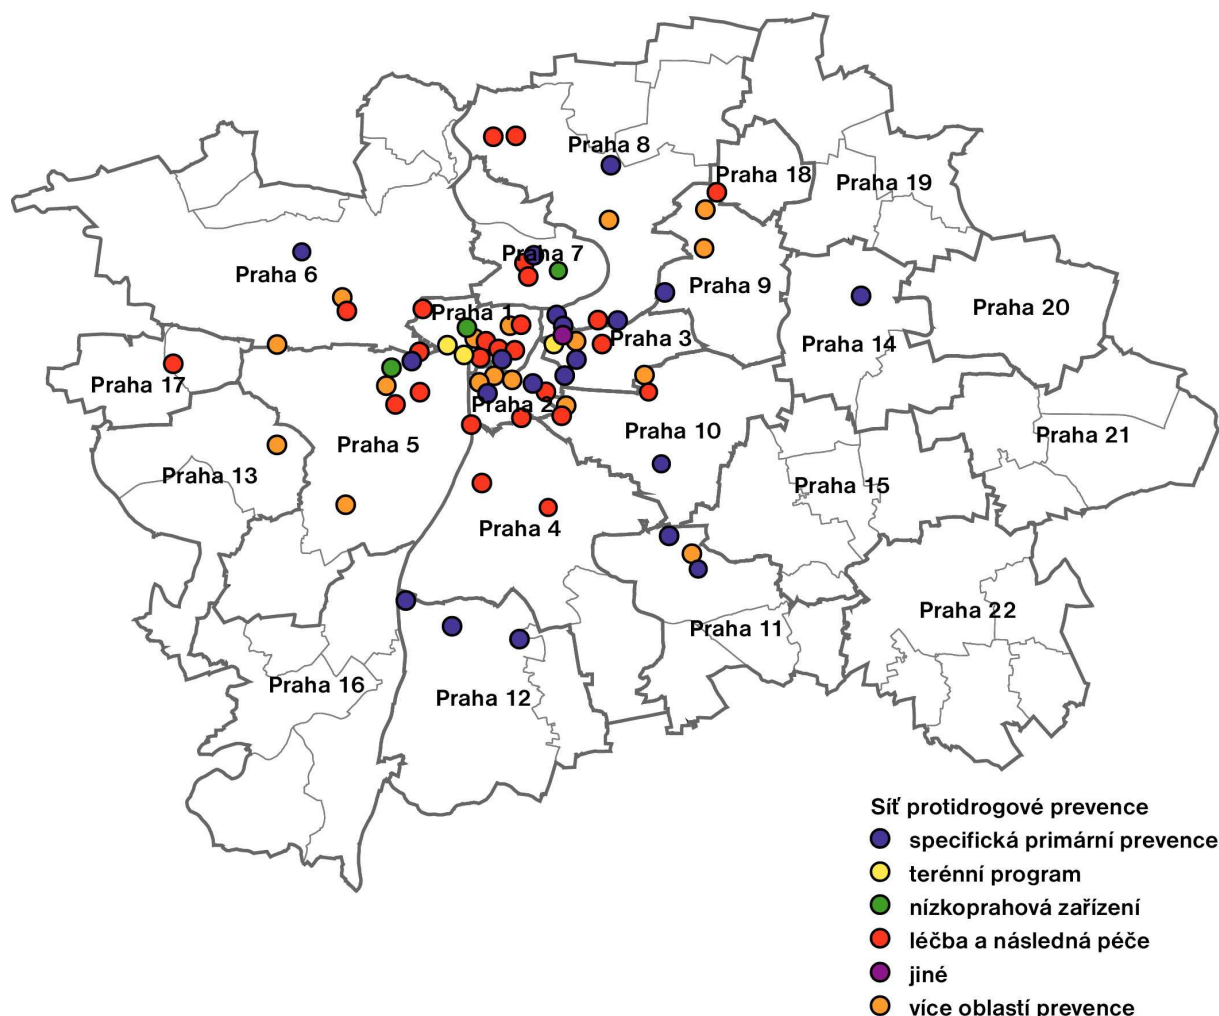 Praha 8
Praha 18
Praha 19
Praha 7
Praha 6
Praha 9
Praha 20
Praha 1
Praha 3
Praha 14
Praha 17
Praha 2
Praha 10
Praha 21
Praha 5
Praha 13
Praha 15
Praha 4
Praha 22
Praha 11
Praha 16
Praha 12
Síť protidrogové prevence
specifická primární prevence
terénní program
nízkoprahová zařízení
léčba a následná péče
jiné
více oblastí prevence